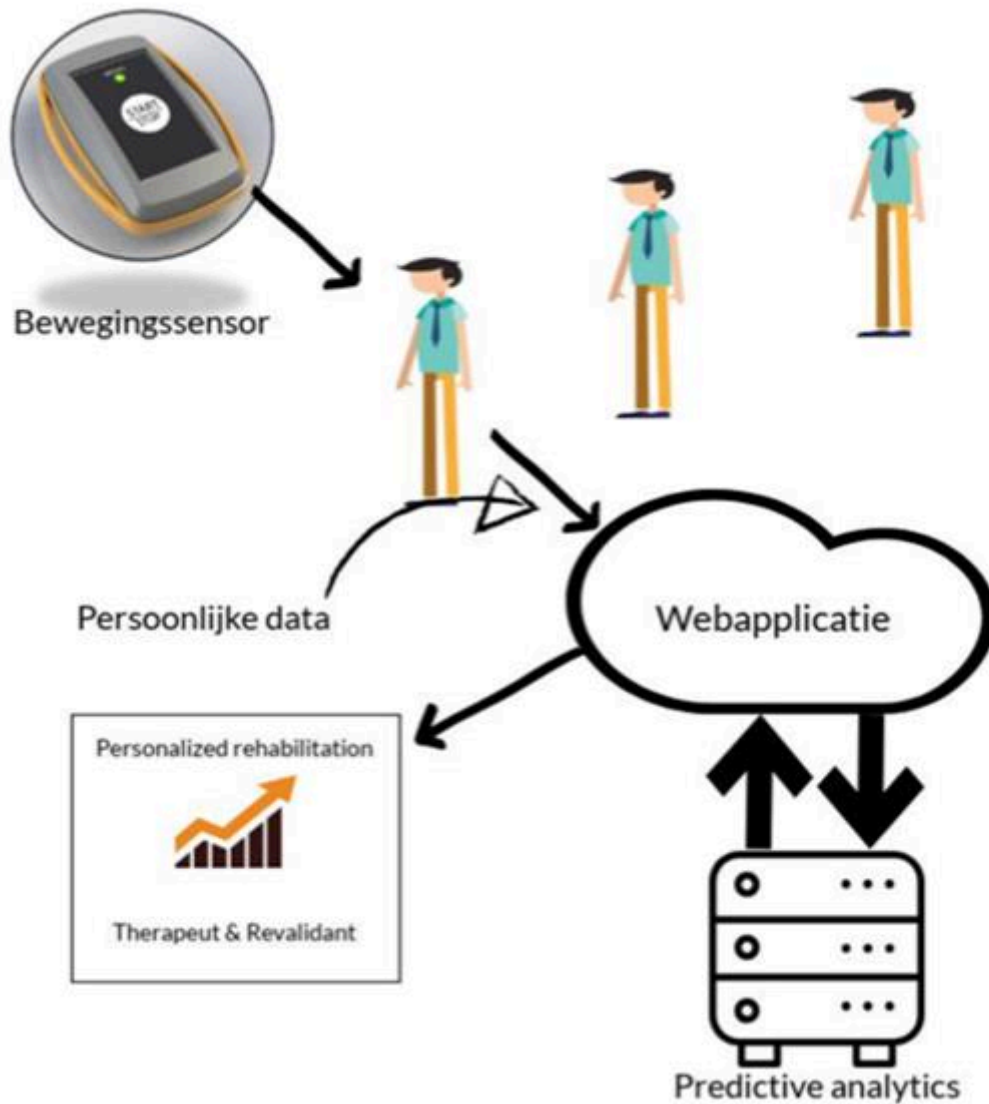 START
STOP
Bewegingssensor
Persoonlijke data
Webapplicatie
Personalized rehabilitation
Therapeut & Revalidant
Predictive analytics